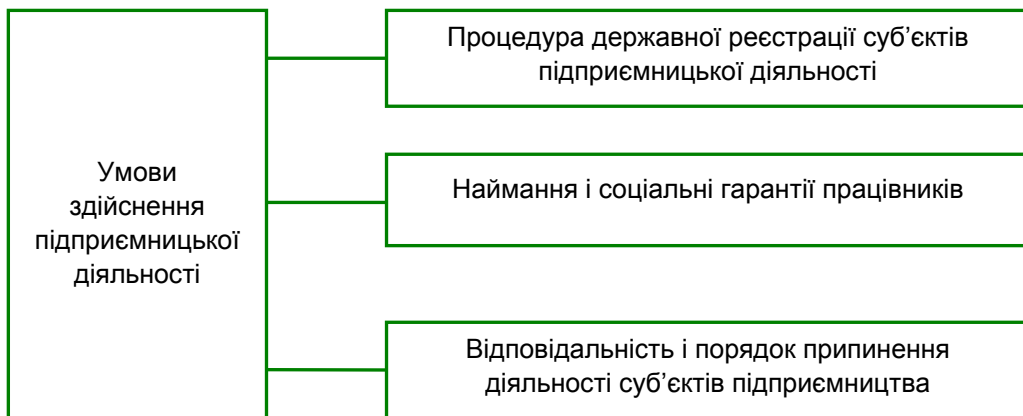 Умови
здійснення
підприємницької
діяльності
Процедура державної реєстрації суб’єктів
підприємницької діяльності
Наймання і соціальні гарантії працівників
Відповідальність і порядок припинення
діяльності суб’єктів підприємництва